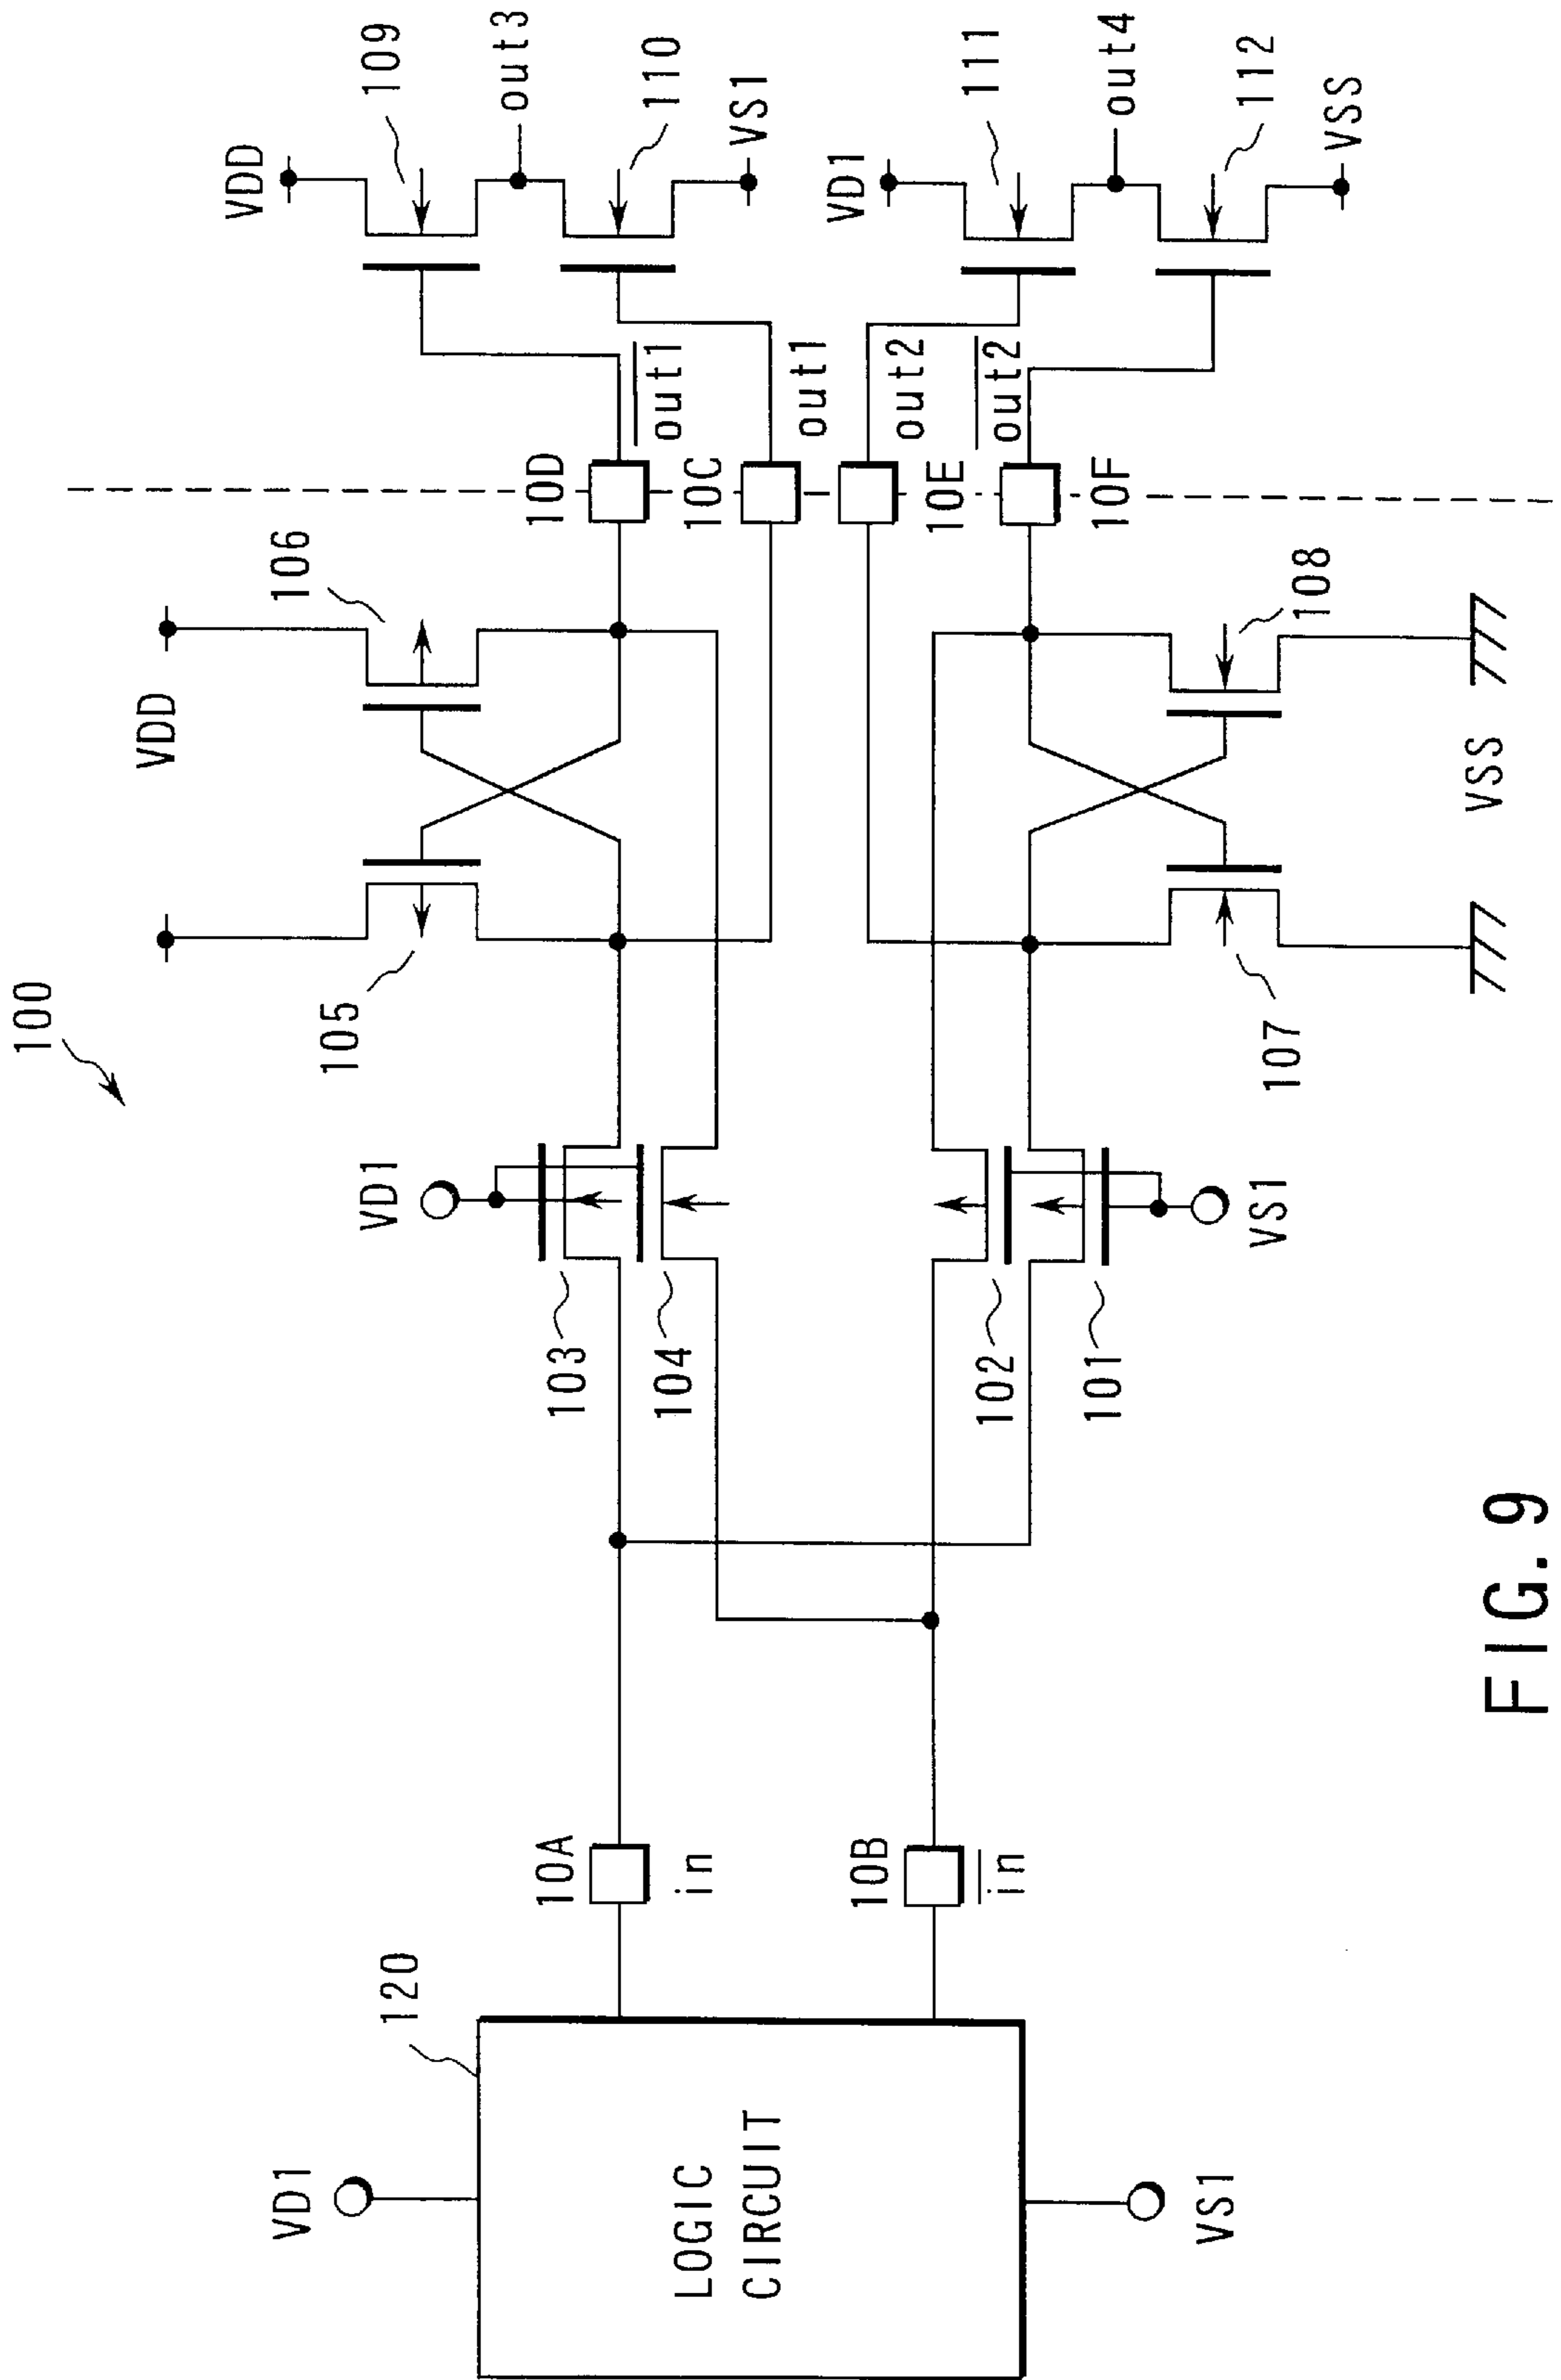 100
VDD
105
106
VDD
109
out3
110
VS1
VD1
103
104
10D
out1
10C
out1
VD1
111
out4
112
VSS
10E
out2
out2
10F
102
101
VS1
107
108
VSS
VD1
120
LOGIC
CIRCUIT
VS1
10A
in
10B
in
FIG. 9